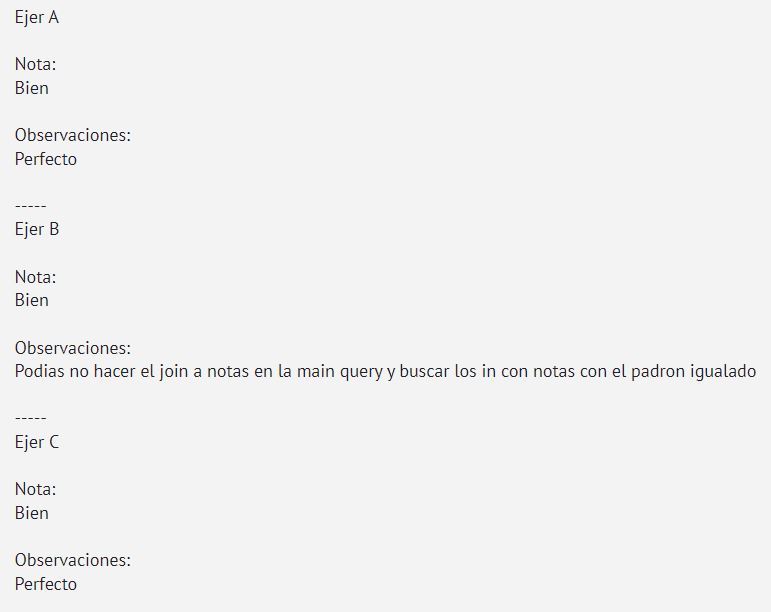 Ejer A
Nota:
Bien
Observaciones:
Perfecto
-----
Ejer B
Nota:
Bien
Observaciones:
Podias no hacer el join a notas en la main query y buscar los in con notas con el padron igualado
-----
Ejer C
Nota:
Bien
Observaciones:
Perfecto